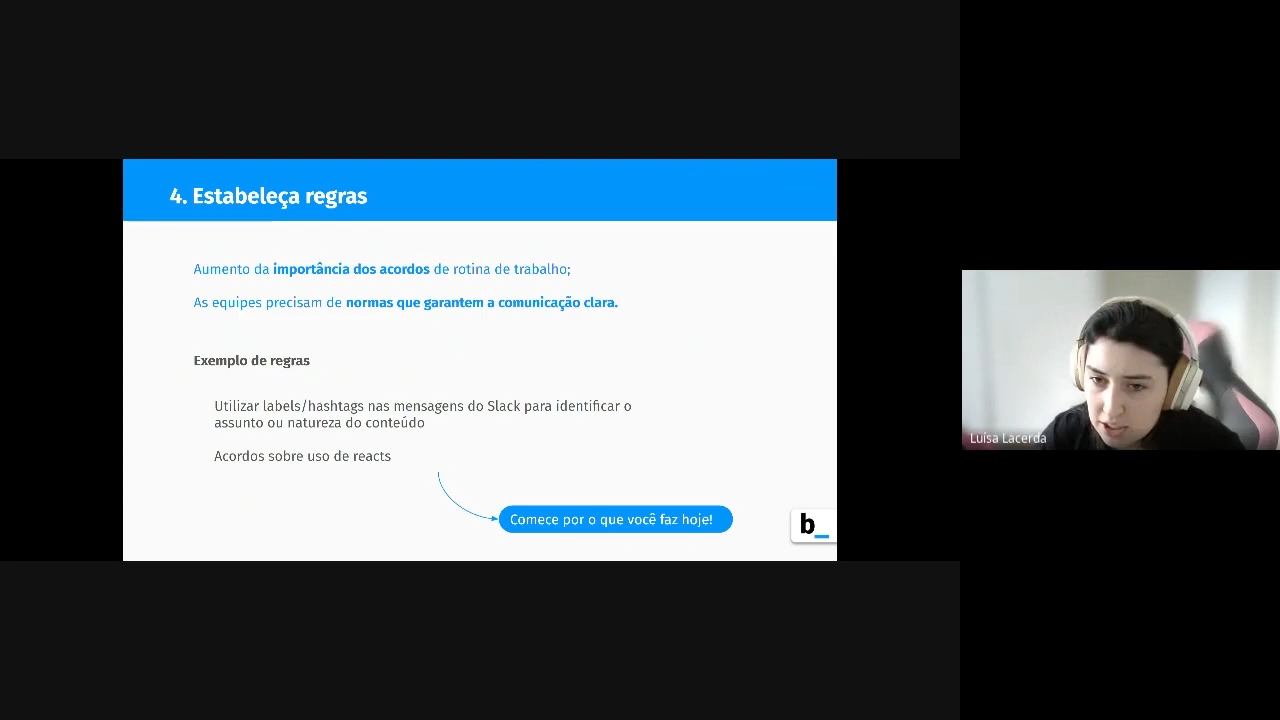 4. Estabeleça regras
Aumento da importância dos acordos de rotina de trabalho;
As equipes precisam de normas que garantem a comunicação clara.
Exemplo de regras
Utilizar labels/hashtags nas mensagens do Slack para identificar o
assunto ou natureza do conteúdo
Acordos sobre uso de reacts
Comece por o que você faz hoje!
b_
Luísa Lacerda